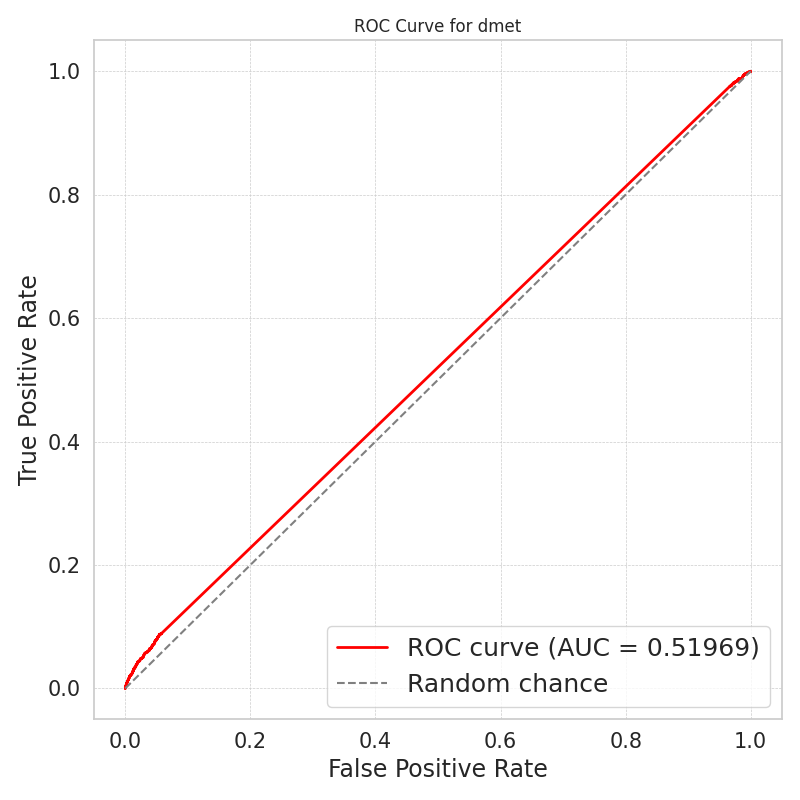 ROC Curve for dmet
1.0
0.8
0.6
0.4
0.2
0.0
True Positive Rate
ROC curve (AUC = 0.51969)
Random chance
0.0 0.2 0.4 0.6 0.8 1.0
False Positive Rate